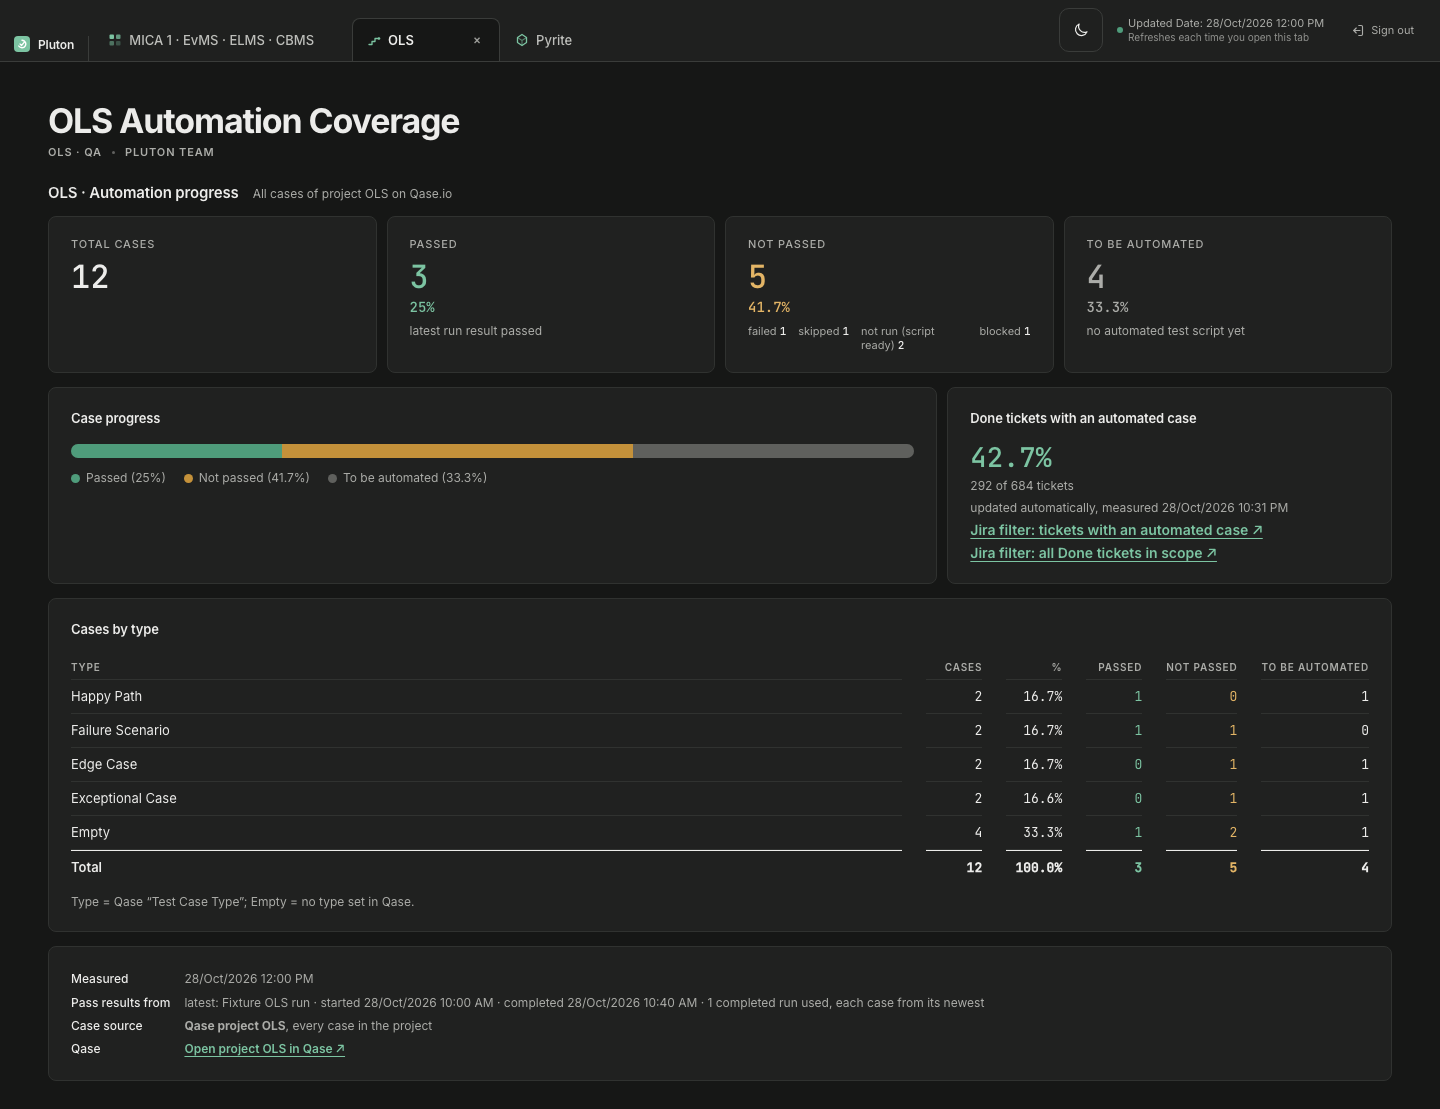 Pluton
MICA 1 · EvMS · ELMS · CBMS
OLS
×
Pyrite
Updated Date: 28/Oct/2026 12:00 PM
Refreshes each time you open this tab
Sign out
OLS Automation Coverage
OLS · QA • PLUTON TEAM
OLS · Automation progress All cases of project OLS on Qase.io
TOTAL CASES
12
PASSED
3
25%
latest run result passed
NOT PASSED
5
41.7%
failed 1 skipped 1 not run (script ready) 2 blocked 1
TO BE AUTOMATED
4
33.3%
no automated test script yet
Case progress
Passed (25%) Not passed (41.7%) To be automated (33.3%)
Done tickets with an automated case
42.7%
292 of 684 tickets
updated automatically, measured 28/Oct/2026 10:31 PM
Jira filter: tickets with an automated case ↗
Jira filter: all Done tickets in scope ↗
Cases by type
TYPE CASES % PASSED NOT PASSED TO BE AUTOMATED
Happy Path 2 16.7% 1 0 1
Failure Scenario 2 16.7% 1 1 0
Edge Case 2 16.7% 0 1 1
Exceptional Case 2 16.6% 0 1 1
Empty 4 33.3% 1 2 1
Total 12 100.0% 3 5 4
Type = Qase “Test Case Type”; Empty = no type set in Qase.
Measured 28/Oct/2026 12:00 PM
Pass results from latest: Fixture OLS run · started 28/Oct/2026 10:00 AM · completed 28/Oct/2026 10:40 AM · 1 completed run used, each case from its newest
Case source Qase project OLS, every case in the project
Qase Open project OLS in Qase ↗